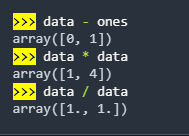 >>> data - ones
array([0, 1])
>>> data * data
array([1, 4])
>>> data / data
array([1., 1.])